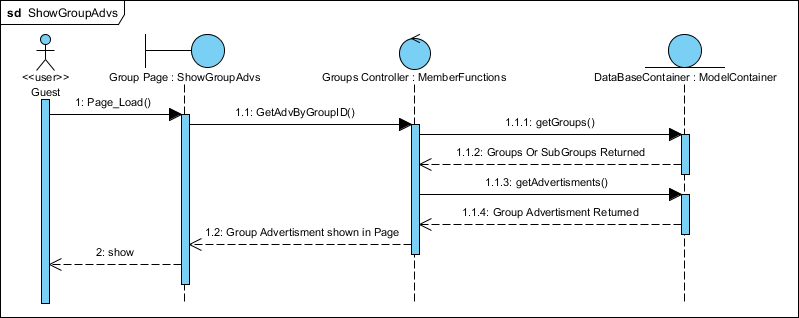 sd ShowGroupAdvs
<<user>>
Guest
Group Page : ShowGroupAdvs
Groups Controller : MemberFunctions
DataBaseContainer : ModelContainer
1: Page_Load()
1.1: GetAdvByGroupID()
1.1.1: getGroups()
1.1.2: Groups Or SubGroups Returned
1.1.3: getAdvertisments()
1.1.4: Group Advertisment Returned
1.2: Group Advertisment shown in Page
2: show